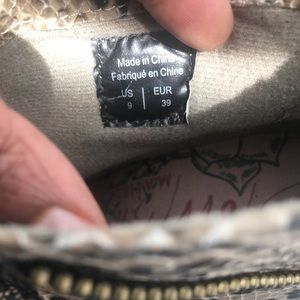 Made in China
Fabriqué en Chine
US | EUR
9 | 39